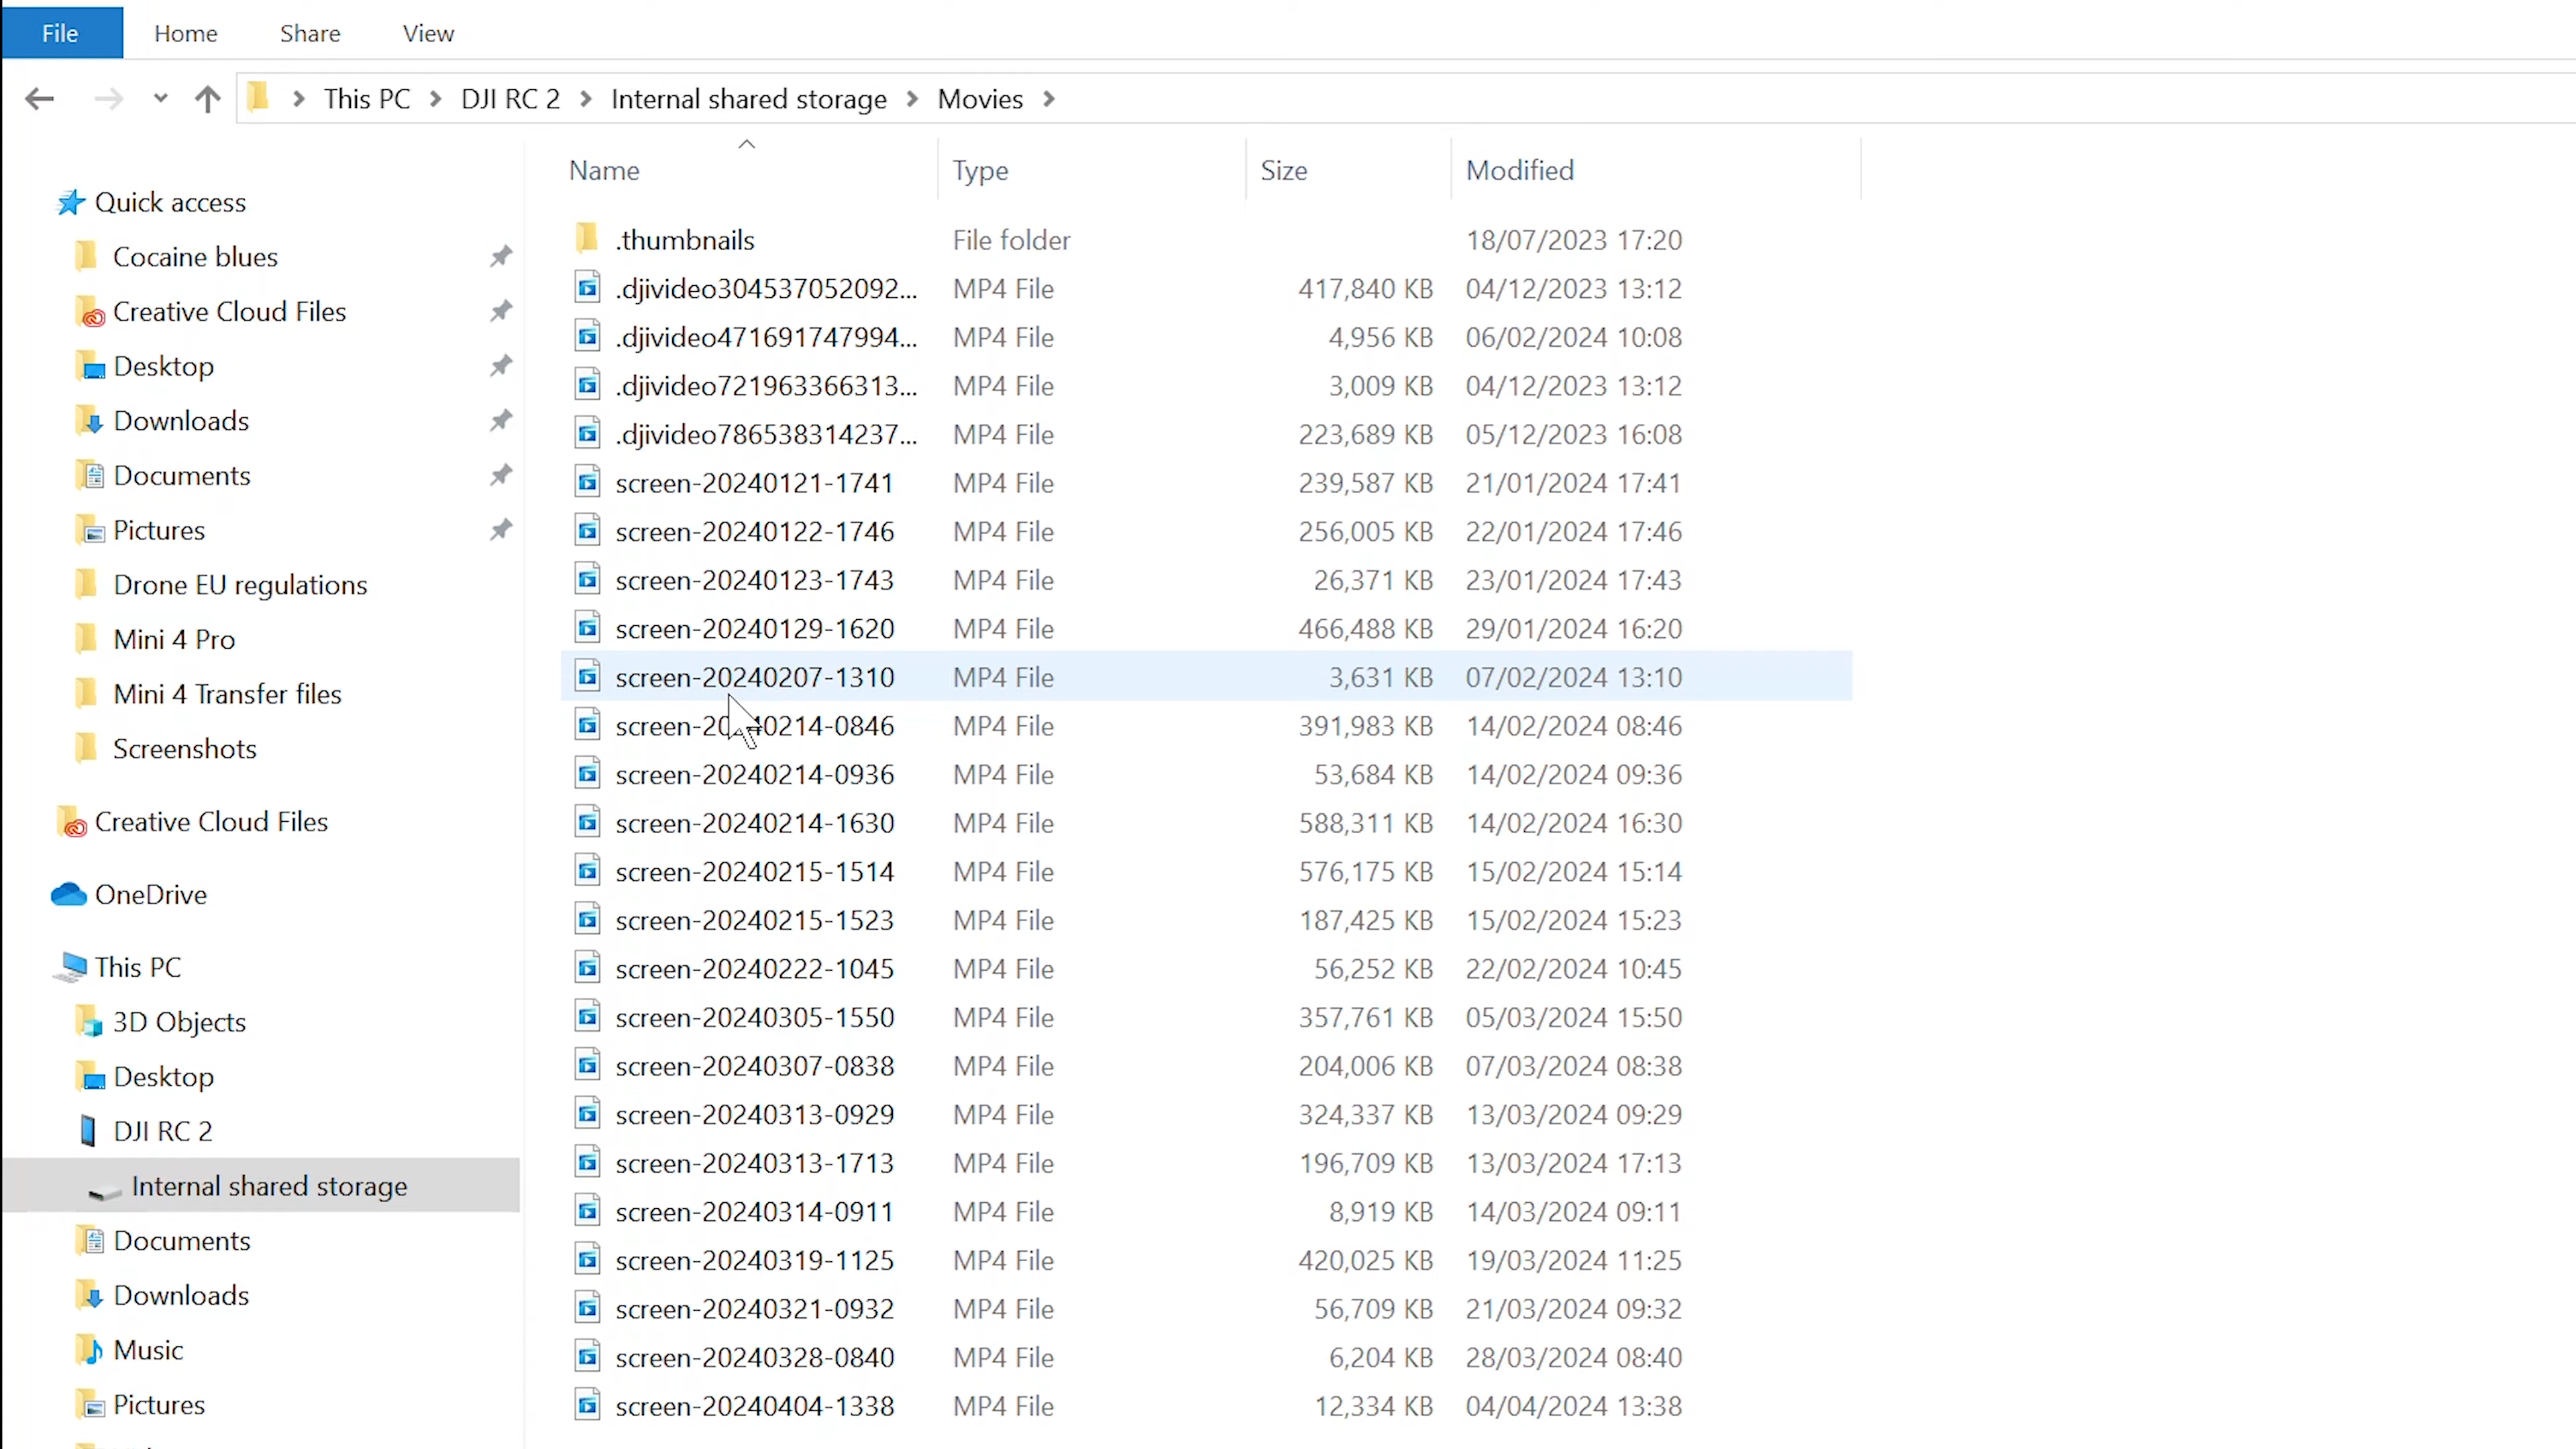 File Home Share View
This PC DJI RC 2 Internal shared storage Movies
Name Type Size Modified
Quick access
Cocaine blues
Creative Cloud Files
Desktop
Downloads
Documents
Pictures
Drone EU regulations
Mini 4 Pro
Mini 4 Transfer files
Screenshots
Creative Cloud Files
OneDrive
This PC
3D Objects
Desktop
DJI RC 2
Internal shared storage
Documents
Downloads
Music
Pictures
.thumbnails File folder 18/07/2023 17:20
.djivideo304537052092... MP4 File 417,840 KB 04/12/2023 13:12
.djivideo471691747994... MP4 File 4,956 KB 06/02/2024 10:08
.djivideo721963366313... MP4 File 3,009 KB 04/12/2023 13:12
.djivideo786538314237... MP4 File 223,689 KB 05/12/2023 16:08
screen-20240121-1741 MP4 File 239,587 KB 21/01/2024 17:41
screen-20240122-1746 MP4 File 256,005 KB 22/01/2024 17:46
screen-20240123-1743 MP4 File 26,371 KB 23/01/2024 17:43
screen-20240129-1620 MP4 File 466,488 KB 29/01/2024 16:20
screen-20240207-1310 MP4 File 3,631 KB 07/02/2024 13:10
screen-20240214-0846 MP4 File 391,983 KB 14/02/2024 08:46
screen-20240214-0936 MP4 File 53,684 KB 14/02/2024 09:36
screen-20240214-1630 MP4 File 588,311 KB 14/02/2024 16:30
screen-20240215-1514 MP4 File 576,175 KB 15/02/2024 15:14
screen-20240215-1523 MP4 File 187,425 KB 15/02/2024 15:23
screen-20240222-1045 MP4 File 56,252 KB 22/02/2024 10:45
screen-20240305-1550 MP4 File 357,761 KB 05/03/2024 15:50
screen-20240307-0838 MP4 File 204,006 KB 07/03/2024 08:38
screen-20240313-0929 MP4 File 324,337 KB 13/03/2024 09:29
screen-20240313-1713 MP4 File 196,709 KB 13/03/2024 17:13
screen-20240314-0911 MP4 File 8,919 KB 14/03/2024 09:11
screen-20240319-1125 MP4 File 420,025 KB 19/03/2024 11:25
screen-20240321-0932 MP4 File 56,709 KB 21/03/2024 09:32
screen-20240328-0840 MP4 File 6,204 KB 28/03/2024 08:40
screen-20240404-1338 MP4 File 12,334 KB 04/04/2024 13:38